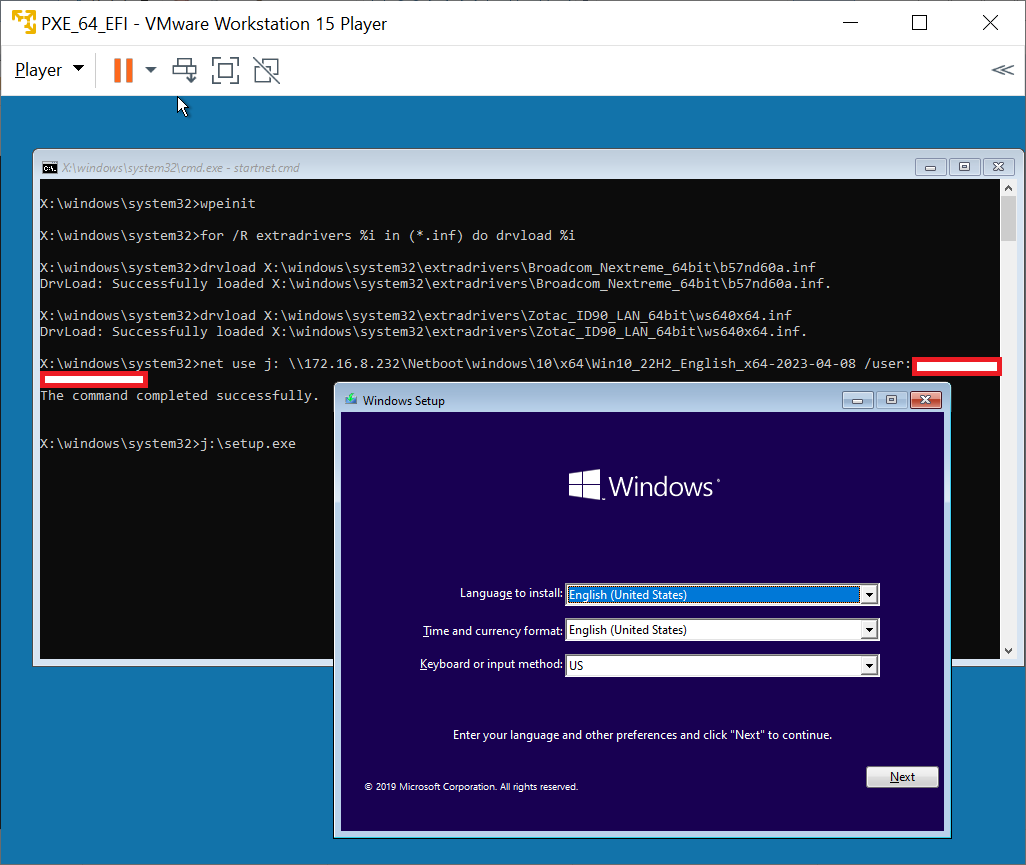 PXE_64_EFI - VMware Workstation 15 Player
Player
X:\windows\system32\cmd.exe - startnet.cmd
X:\windows\system32>wpeinit
X:\windows\system32>for /R extradrivers %i in (*.inf) do drvload %i
X:\windows\system32>drvload X:\windows\system32\extradrivers\Broadcom_Nextreme_64bit\b57nd60a.inf
DrvLoad: Successfully loaded X:\windows\system32\extradrivers\Broadcom_Nextreme_64bit\b57nd60a.inf.
X:\windows\system32>drvload X:\windows\system32\extradrivers\Zotac_ID90_LAN_64bit\ws640x64.inf
DrvLoad: Successfully loaded X:\windows\system32\extradrivers\Zotac_ID90_LAN_64bit\ws640x64.inf.
X:\windows\system32>net use j: \\172.16.8.232\Netboot\windows\10\x64\Win10_22H2_English_x64-2023-04-08 /user:
The command completed successfully.
X:\windows\system32>j:\setup.exe
Windows Setup
Windows
Language to install: English (United States)
Time and currency format: English (United States)
Keyboard or input method: US
Enter your language and other preferences and click "Next" to continue.
Next
© 2019 Microsoft Corporation. All rights reserved.